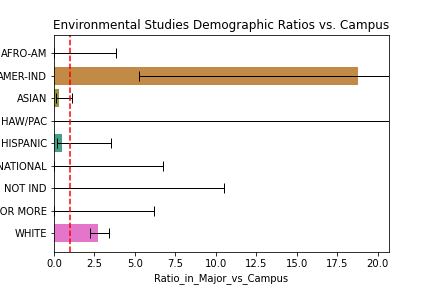 Environmental Studies Demographic Ratios vs. Campus
AFRO-AM
AMER-IND
ASIAN
HAW/PAC
HISPANIC
NATIONAL
NOT IND
OR MORE
WHITE
0.0 2.5 5.0 7.5 10.0 12.5 15.0 17.5 20.0
Ratio_in_Major_vs_Campus